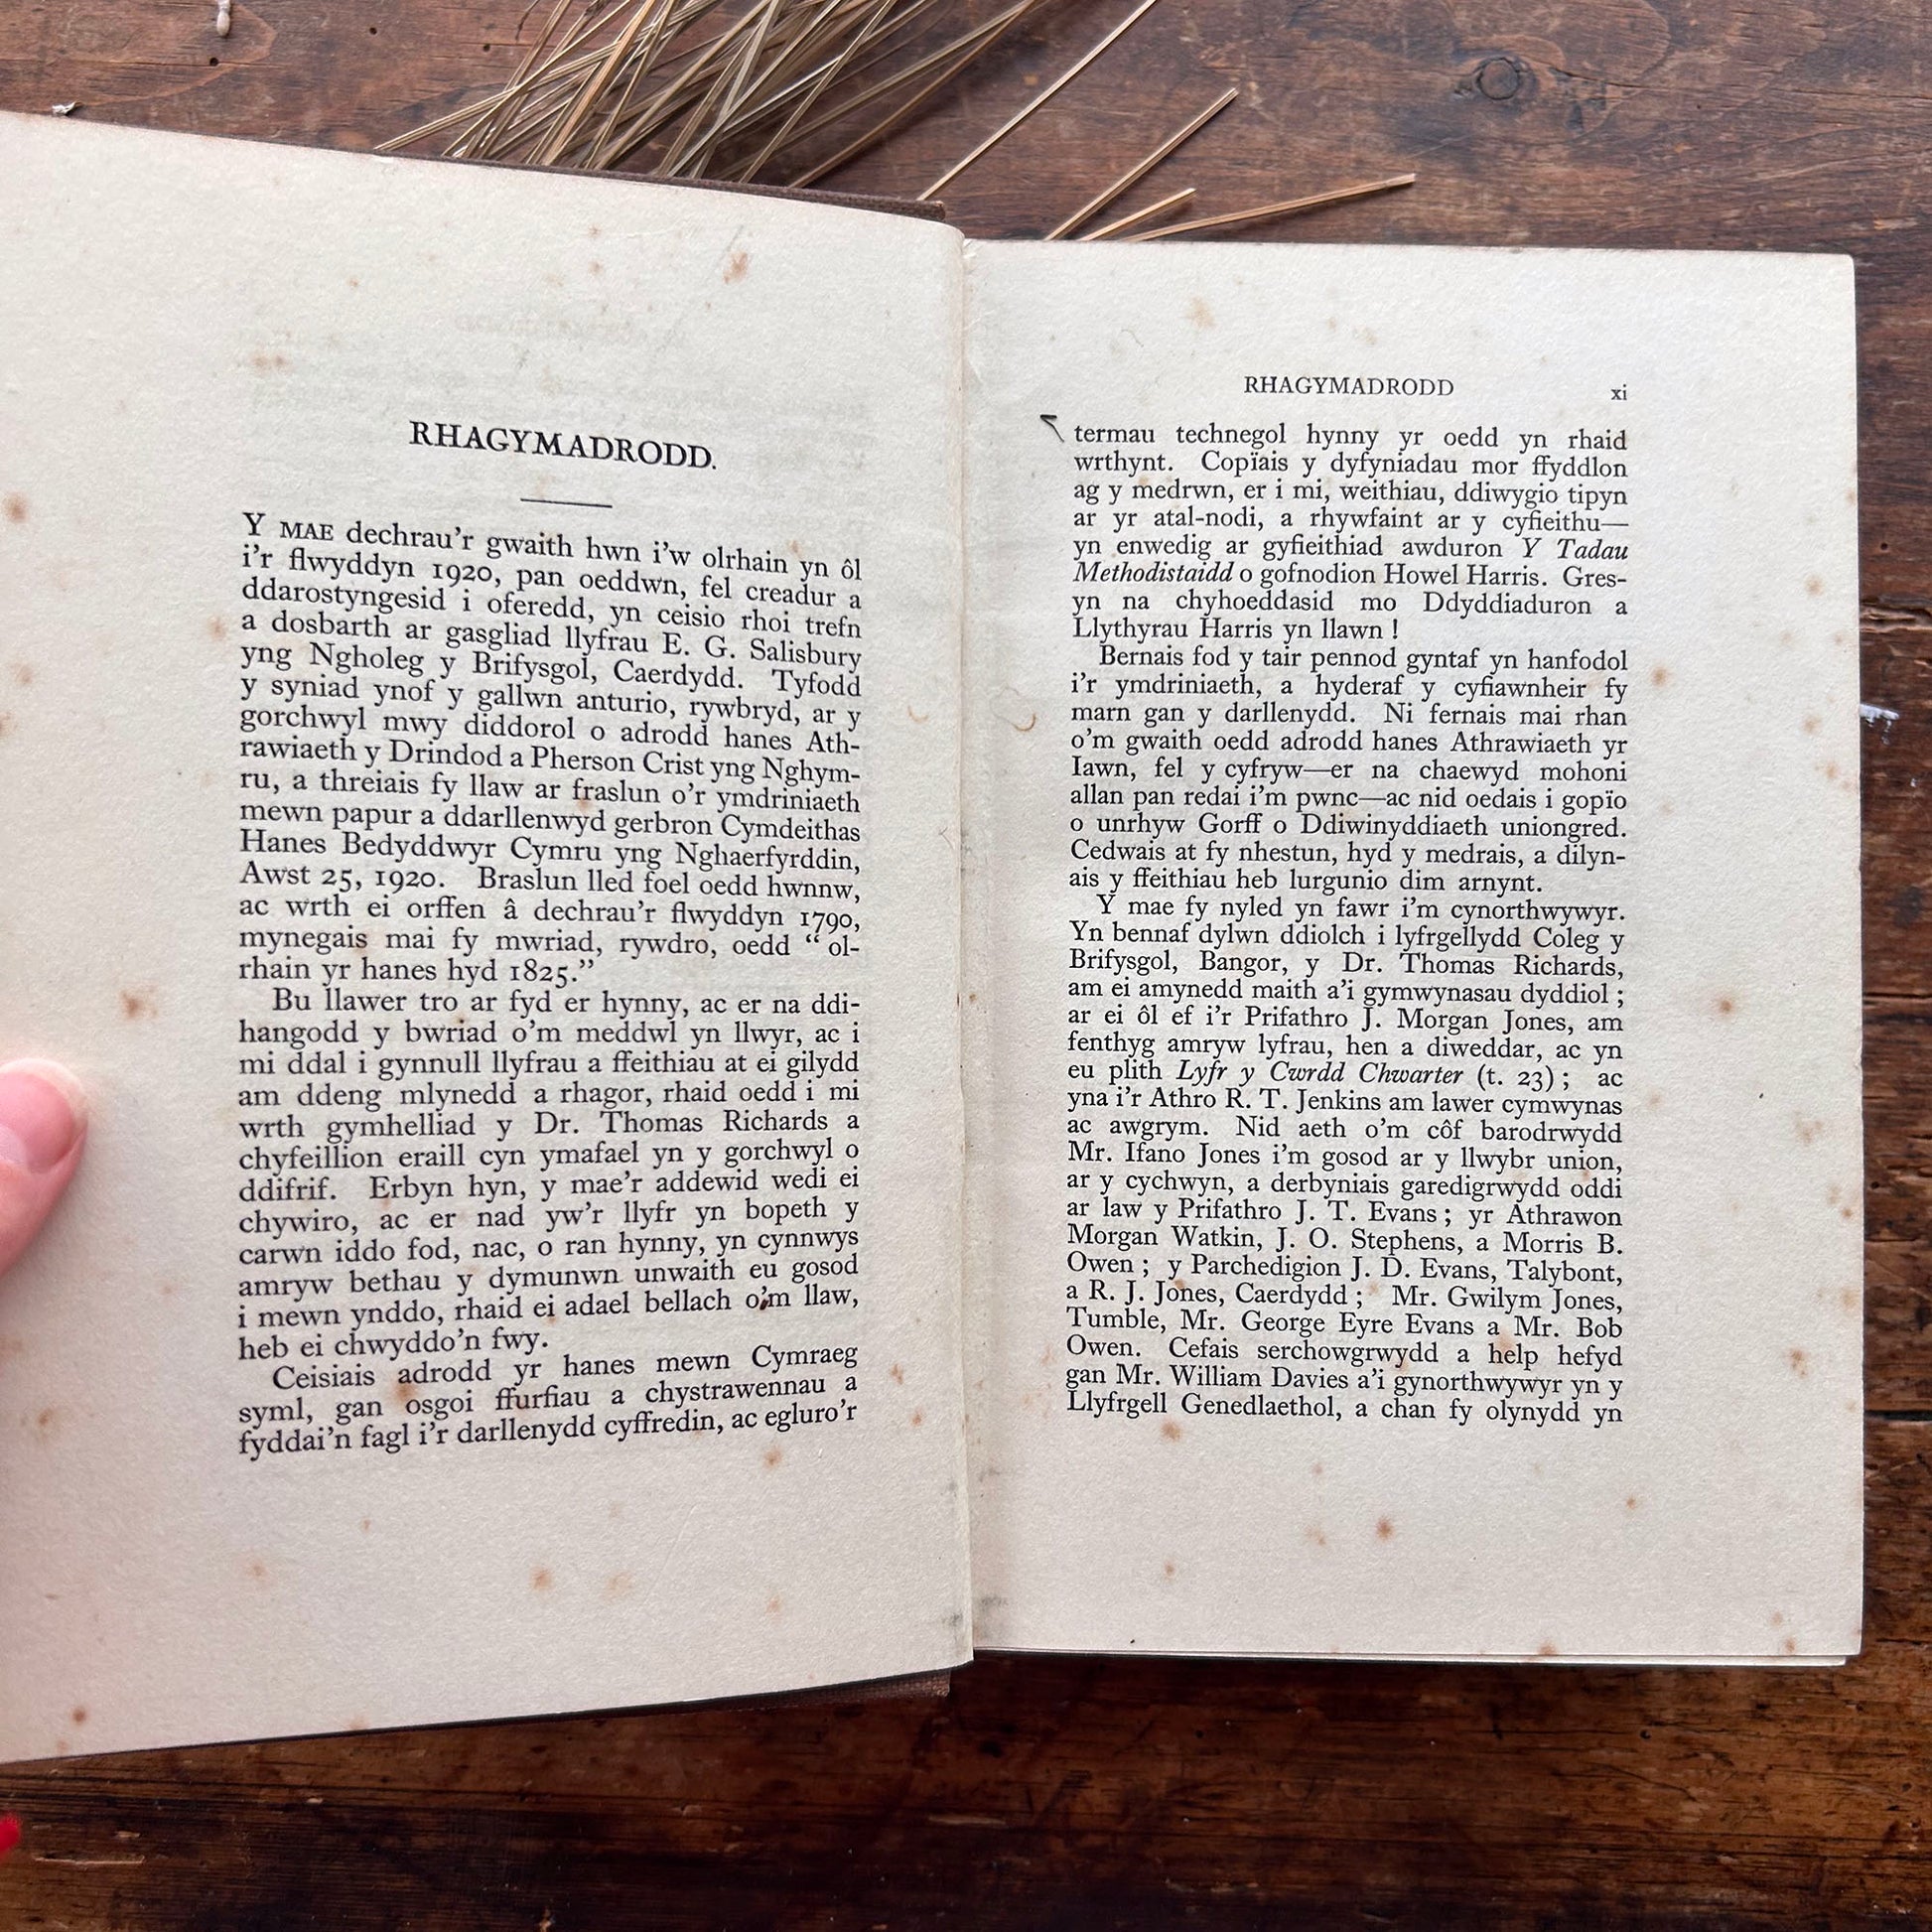 RHAGYMADRODD.
Y MAE dechrau'r gwaith hwn i'w olrhain yn ôl
i'r flwyddyn 1920, pan oeddwn, fel creadur a
ddarostyngesid i oferedd, yn ceisio rhoi trefn
a dosbarth ar gasgliad llyfrau E. G. Salisbury
yng Ngholeg y Brifysgol, Caerdydd. Tyfodd
y syniad ynof y gallwn anturio, rywbryd, ar y
gorchwyl mwy diddorol o adrodd hanes Ath-
rawiaeth y Drindod a Pherson Crist yng Nghym-
ru, a threiais fy llaw ar fraslun o'r ymdriniaeth
mewn papur a ddarllenwyd gerbron Cymdeithas
Hanes Bedyddwyr Cymru yng Nghaerfyrddin,
Awst 25, 1920. Braslun lled foel oedd hwnnw,
ac wrth ei orffen â dechrau'r flwyddyn 1790,
mynegais mai fy mwriad, rywdro, oedd “ ol-
rhain yr hanes hyd 1825.”
Bu llawer tro ar fyd er hynny, ac er na ddi-
hangodd y bwriad o'm meddwl yn llwyr, ac i
mi ddal i gynnull llyfrau a ffeithiau at ei gilydd
am ddeng mlynedd a rhagor, rhaid oedd i mi
wrth gymhelliad y Dr. Thomas Richards a
chyfeillion eraill cyn ymafael yn y gorchwyl o
ddifrif. Erbyn hyn, y mae'r addewid wedi ei
chywiro, ac er nad yw'r llyfr yn bopeth y
carwn iddo fod, nac, o ran hynny, yn cynnwys
amryw bethau y dymunwn unwaith eu gosod
i mewn ynddo, rhaid ei adael bellach o'm llaw,
heb ei chwyddo'n fwy.
Ceisiais adrodd yr hanes mewn Cymraeg
syml, gan osgoi ffurfiau a chystrawennau a
fyddai'n fagl i'r darllenydd cyffredin, ac egluro'r
RHAGYMADRODD xi
termau technegol hynny yr oedd yn rhaid
wrthynt. Copïais y dyfyniadau mor ffyddlon
ag y medrwn, er i mi, weithiau, ddiwygio tipyn
ar yr atal-nodi, a rhywfaint ar y cyfieithu—
yn enwedig ar gyfieithiad awduron Y Tadau
Methodistaidd o gofnodion Howel Harris. Gres-
yn na chyhoeddasid mo Ddyddiaduron a
Llythyrau Harris yn llawn !
Bernais fod y tair pennod gyntaf yn hanfodol
i'r ymdriniaeth, a hyderaf y cyfiawnheir fy
marn gan y darllenydd. Ni fernais mai rhan
o'm gwaith oedd adrodd hanes Athrawiaeth yr
Iawn, fel y cyfryw—er na chaewyd mohoni
allan pan redai i'm pwnc—ac nid oedais i gopïo
o unrhyw Gorff o Ddiwinyddiaeth uniongred.
Cedwais at fy nhestun, hyd y medrais, a dilyn-
ais y ffeithiau heb lurgunio dim arnynt.
Y mae fy nyled yn fawr i'm cynorthwywyr.
Yn bennaf dylwn ddiolch i lyfrgellydd Coleg y
Brifysgol, Bangor, y Dr. Thomas Richards,
am ei amynedd maith a'i gymwynasau dyddiol ;
ar ei ôl ef i'r Prifathro J. Morgan Jones, am
fenthyg amryw lyfrau, hen a diweddar, ac yn
eu plith Lyfr y Cwrdd Chwarter (t. 23) ; ac
yna i'r Athro R. T. Jenkins am lawer cymwynas
ac awgrym. Nid aeth o'm côf barodrwydd
Mr. Ifano Jones i'm gosod ar y llwybr union,
ar y cychwyn, a derbyniais garedigrwydd oddi
ar law y Prifathro J. T. Evans ; yr Athrawon
Morgan Watkin, J. O. Stephens, a Morris B.
Owen ; y Parchedigion J. D. Evans, Talybont,
a R. J. Jones, Caerdydd ; Mr. Gwilym Jones,
Tumble, Mr. George Eyre Evans a Mr. Bob
Owen. Cefais serchowgrwydd a help hefyd
gan Mr. William Davies a'i gynorthwywyr yn y
Llyfrgell Genedlaethol, a chan fy olynydd yn